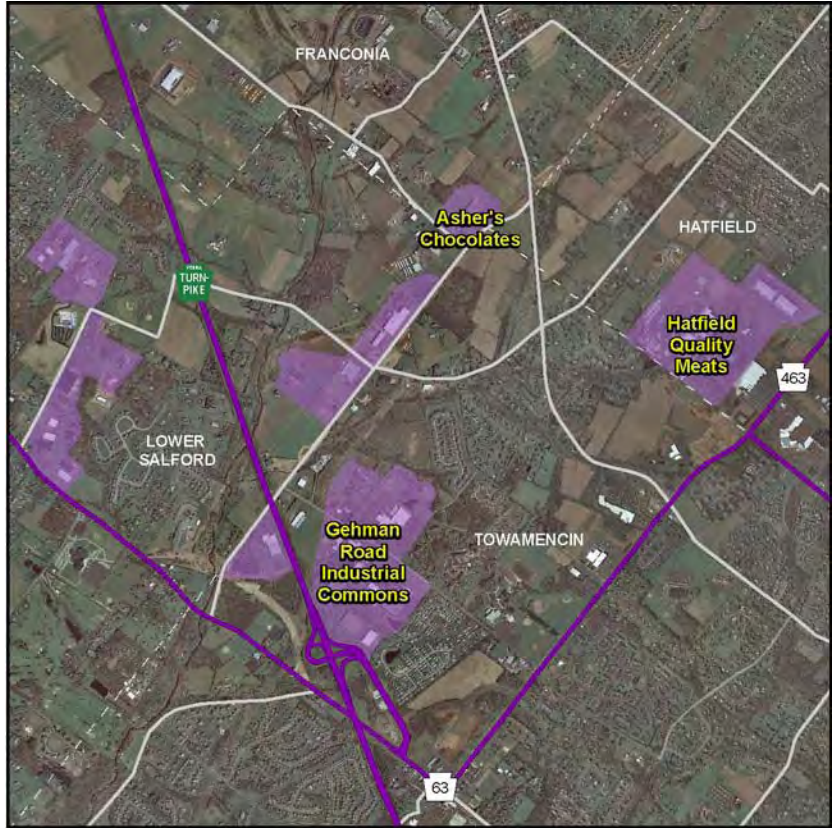 FRANCONIA
Asher's
Chocolates
HATFIELD
TURN-
PIKE
Hatfield
Quality
Meats
463
LOWER
SALFORD
Gehman
Road
Industrial
Commons
TOWAMENCIN
63